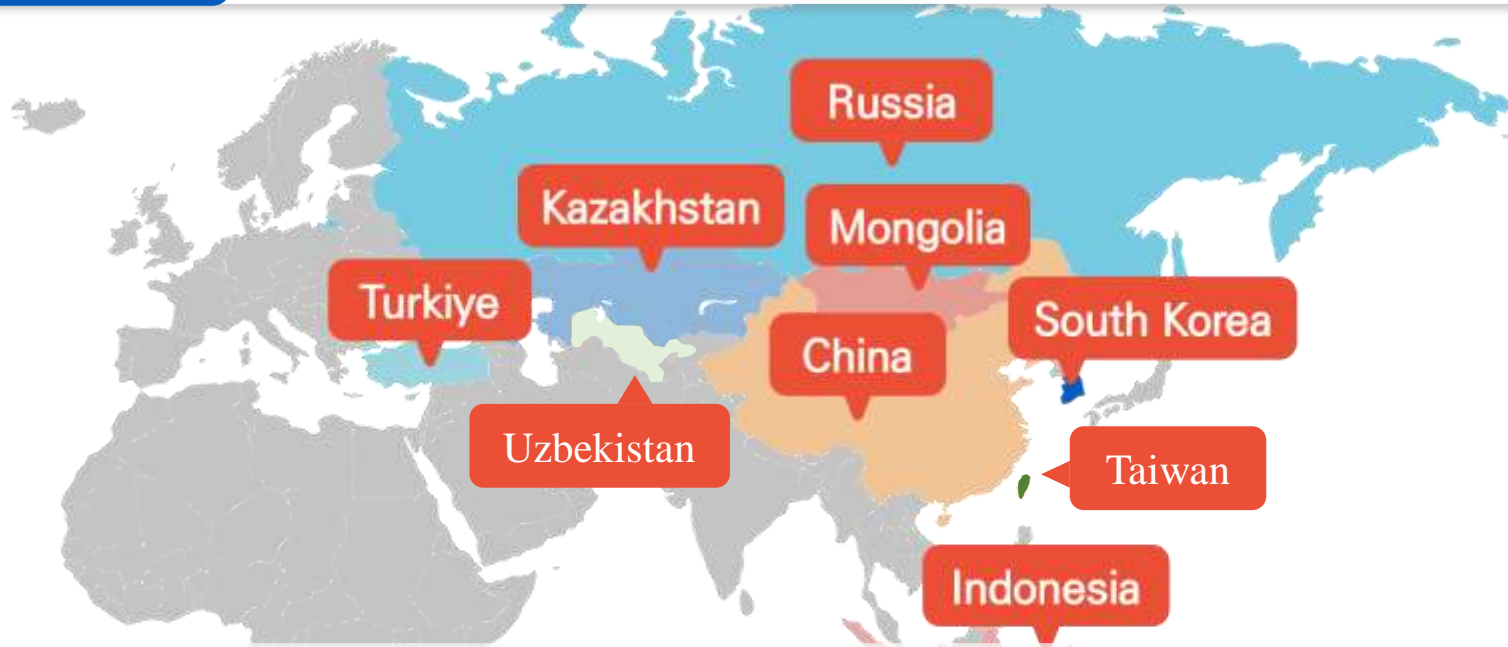 Russia
Kazakhstan
Mongolia
Turkiye
South Korea
China
Uzbekistan
Taiwan
Indonesia